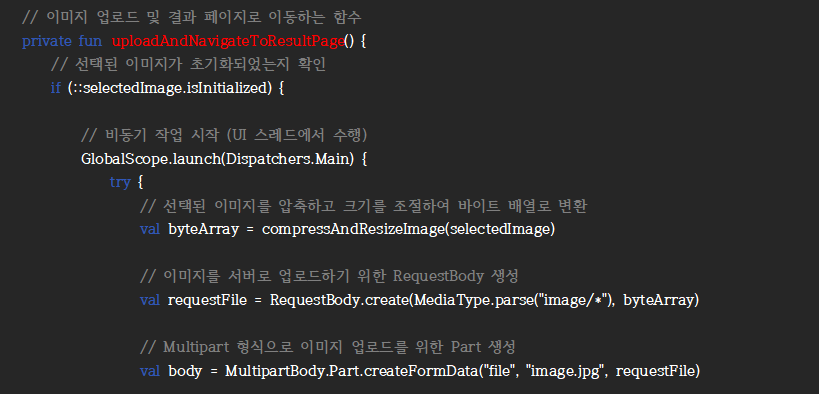 // 이미지 업로드 및 결과 페이지로 이동하는 함수
private fun uploadAndNavigateToResultPage() {
// 선택된 이미지가 초기화되었는지 확인
if (::selectedImage.isInitialized) {
// 비동기 작업 시작 (UI 스레드에서 수행)
GlobalScope.launch(Dispatchers.Main) {
try {
// 선택된 이미지를 압축하고 크기를 조절하여 바이트 배열로 변환
val byteArray = compressAndResizeImage(selectedImage)
// 이미지를 서버로 업로드하기 위한 RequestBody 생성
val requestFile = RequestBody.create(MediaType.parse("image/*"), byteArray)
// Multipart 형식으로 이미지 업로드를 위한 Part 생성
val body = MultipartBody.Part.createFormData("file", "image.jpg", requestFile)